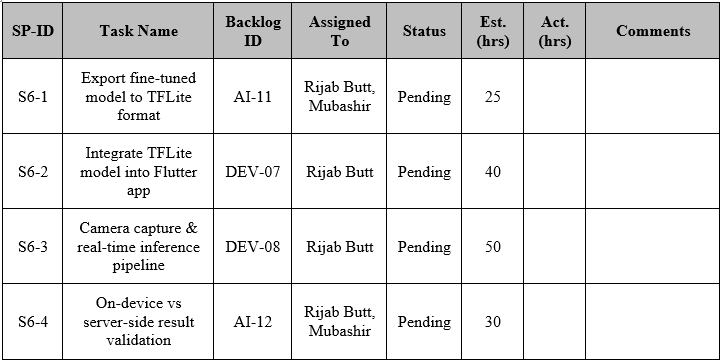 SP-ID Task Name Backlog ID Assigned To Status Est. (hrs) Act. (hrs) Comments
S6-1 Export fine-tuned model to TFLite format AI-11 Rijab Butt, Mubashir Pending 25
S6-2 Integrate TFLite model into Flutter app DEV-07 Rijab Butt Pending 40
S6-3 Camera capture & real-time inference pipeline DEV-08 Rijab Butt Pending 50
S6-4 On-device vs server-side result validation AI-12 Rijab Butt, Mubashir Pending 30